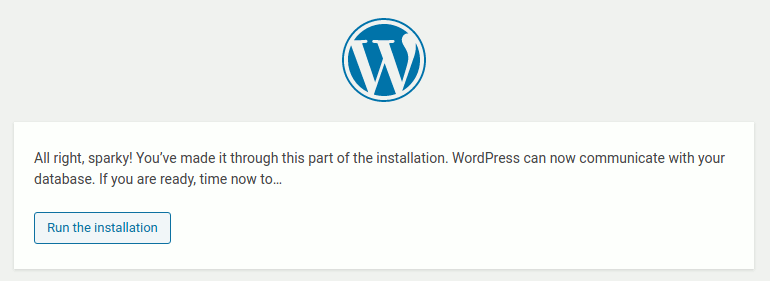 All right, sparky! You’ve made it through this part of the installation. WordPress can now communicate with your
database. If you are ready, time now to…
Run the installation